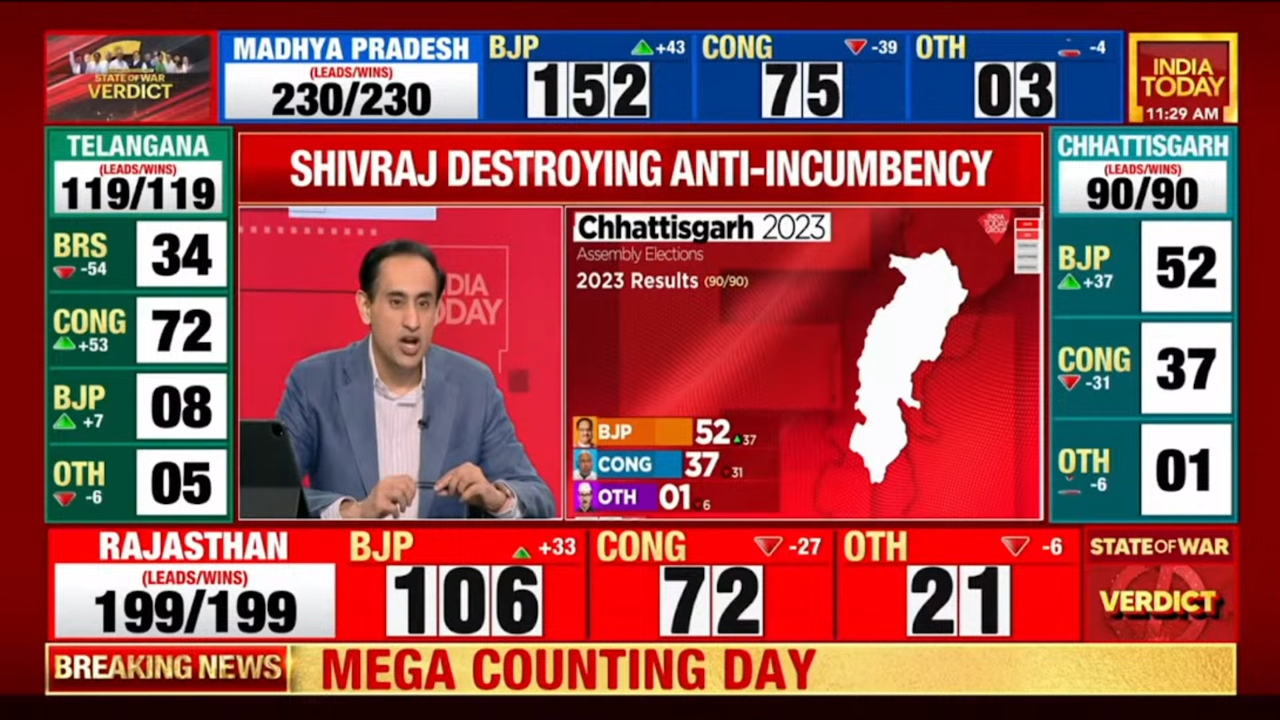 STATE OF WAR
VERDICT
MADHYA PRADESH
(LEADS/WINS)
230/230
BJP
+43
152
CONG
-39
75
OTH
-4
03
INDIA
TODAY
11:29 AM
TELANGANA
(LEADS/WINS)
119/119
BRS
-54
34
CONG
+53
72
BJP
+7
08
OTH
-6
05
SHIVRAJ DESTROYING ANTI-INCUMBENCY
INDIA
TODAY
Chhattisgarh 2023
Assembly Elections
2023 Results (90/90)
INDIA
TODAY
GROUP
BJP 52 37
CONG 37 31
OTH 01 6
CHHATTISGARH
(LEADS/WINS)
90/90
BJP
+37
52
CONG
-31
37
OTH
-6
01
RAJASTHAN
(LEADS/WINS)
199/199
BJP
+33
106
CONG
-27
72
OTH
-6
21
STATE OF WAR
VERDICT
BREAKING NEWS
MEGA COUNTING DAY